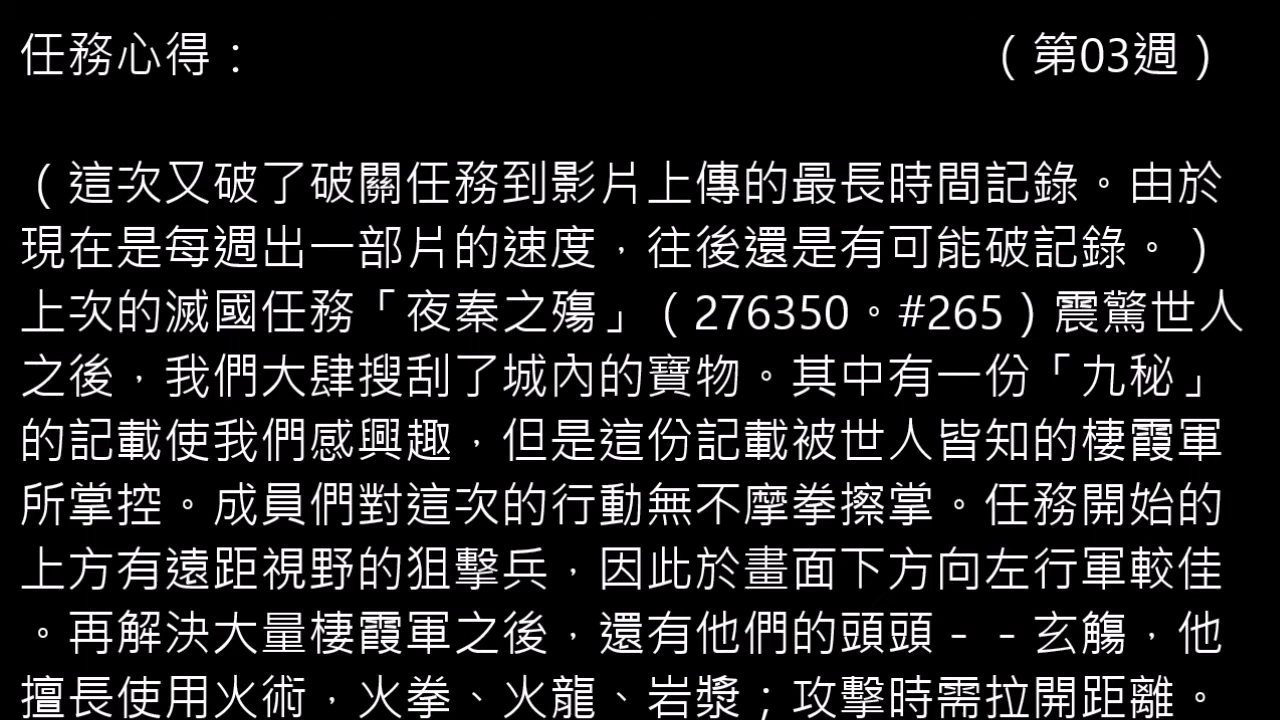 任務心得：（第03週）
（這次又破了破關任務到影片上傳的最長時間記錄。由於
現在是每週出一部片的速度，往後還是有可能破記錄。）
上次的滅國任務「夜秦之殤」（276350。#265）震驚世人
之後，我們大肆搜刮了城內的寶物。其中有一份「九秘」
的記載使我們感興趣，但是這份記載被世人皆知的棲霞軍
所掌控。成員們對這次的行動無不摩拳擦掌。任務開始的
上方有遠距視野的狙擊兵，因此於畫面下方向左行軍較佳
。再解決大量棲霞軍之後，還有他們的頭頭－－玄觴，他
擅長使用火術，火拳、火龍、岩漿；攻擊時需拉開距離。